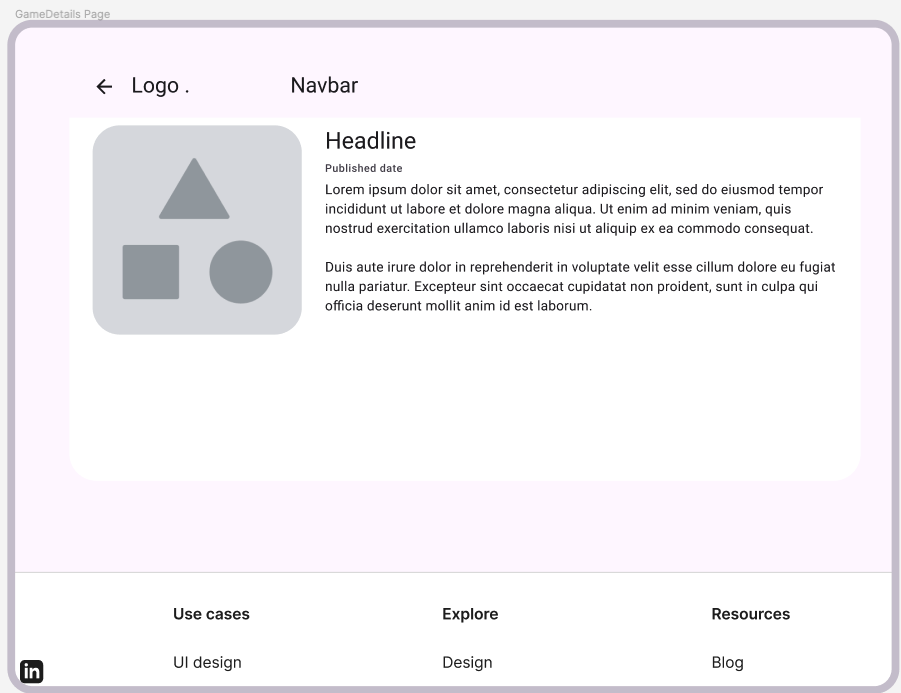 GameDetails Page
Logo .
Navbar
Headline
Published date
Lorem ipsum dolor sit amet, consectetur adipiscing elit, sed do eiusmod tempor
incididunt ut labore et dolore magna aliqua. Ut enim ad minim veniam, quis
nostrud exercitation ullamco laboris nisi ut aliquip ex ea commodo consequat.
Duis aute irure dolor in reprehenderit in voluptate velit esse cillum dolore eu fugiat
nulla pariatur. Excepteur sint occaecat cupidatat non proident, sunt in culpa qui
officia deserunt mollit anim id est laborum.
Use cases
Explore
Resources
UI design
Design
Blog
in